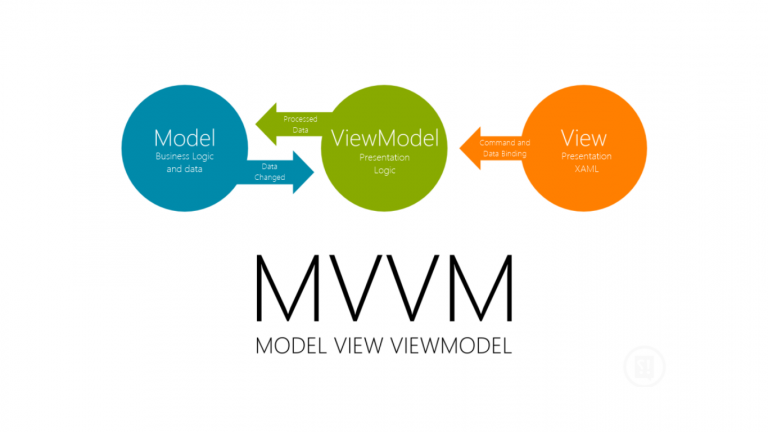 Model
Business Logic
and data
Processed
Data
Data
Changed
ViewModel
Presentation
Logic
Command and
Data Binding
View
Presentation
XAML
MVVM
MODEL VIEW VIEWMODEL